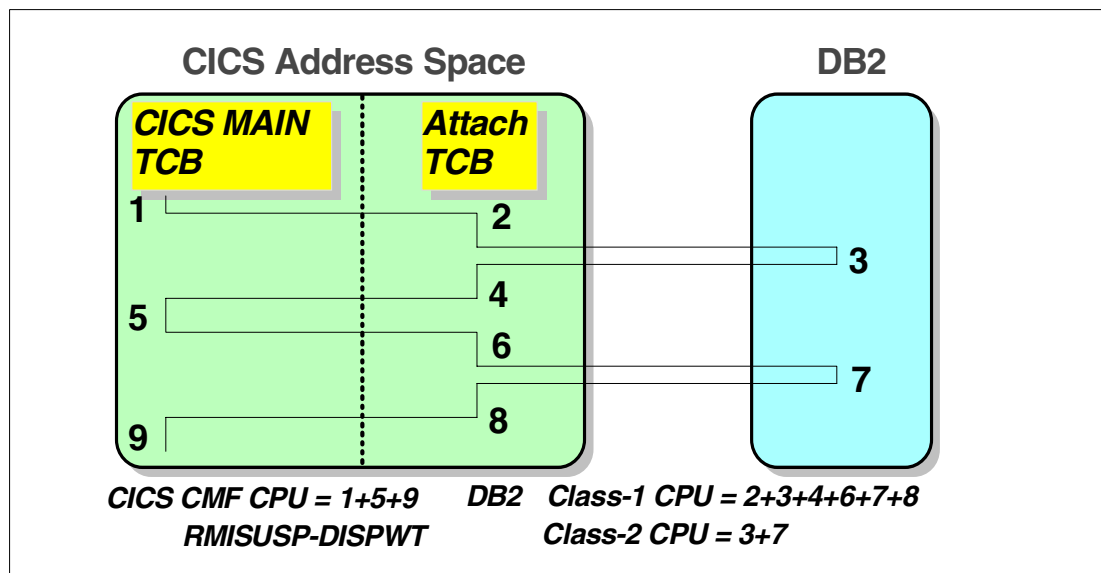 CICS Address Space
DB2
CICS MAIN
TCB
Attach
TCB
1
2
3
4
5
6
7
8
9
CICS CMF CPU = 1+5+9
RMISUSP-DISPWT
DB2 Class-1 CPU = 2+3+4+6+7+8
Class-2 CPU = 3+7